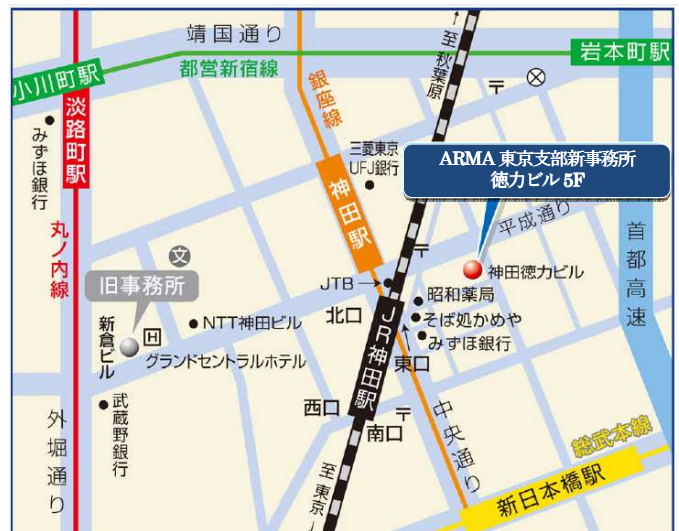 靖国通り
至秋葉原
岩本町駅
小川町駅
都営新宿線
銀座線
淡路町駅
みずほ銀行
三菱東京
UFJ銀行
ARMA 東京支部新事務所
徳力ビル 5F
神田駅
平成通り
丸ノ内線
文
首都高速
旧事務所
JTB
神田徳力ビル
昭和薬局
そば処かめや
みずほ銀行
北口
JR神田駅
東口
新倉ビル
H
NTT神田ビル
グランドセントラルホテル
西口
南口
武蔵野銀行
外堀通り
中央通り
総武本線
新日本橋駅
至東京